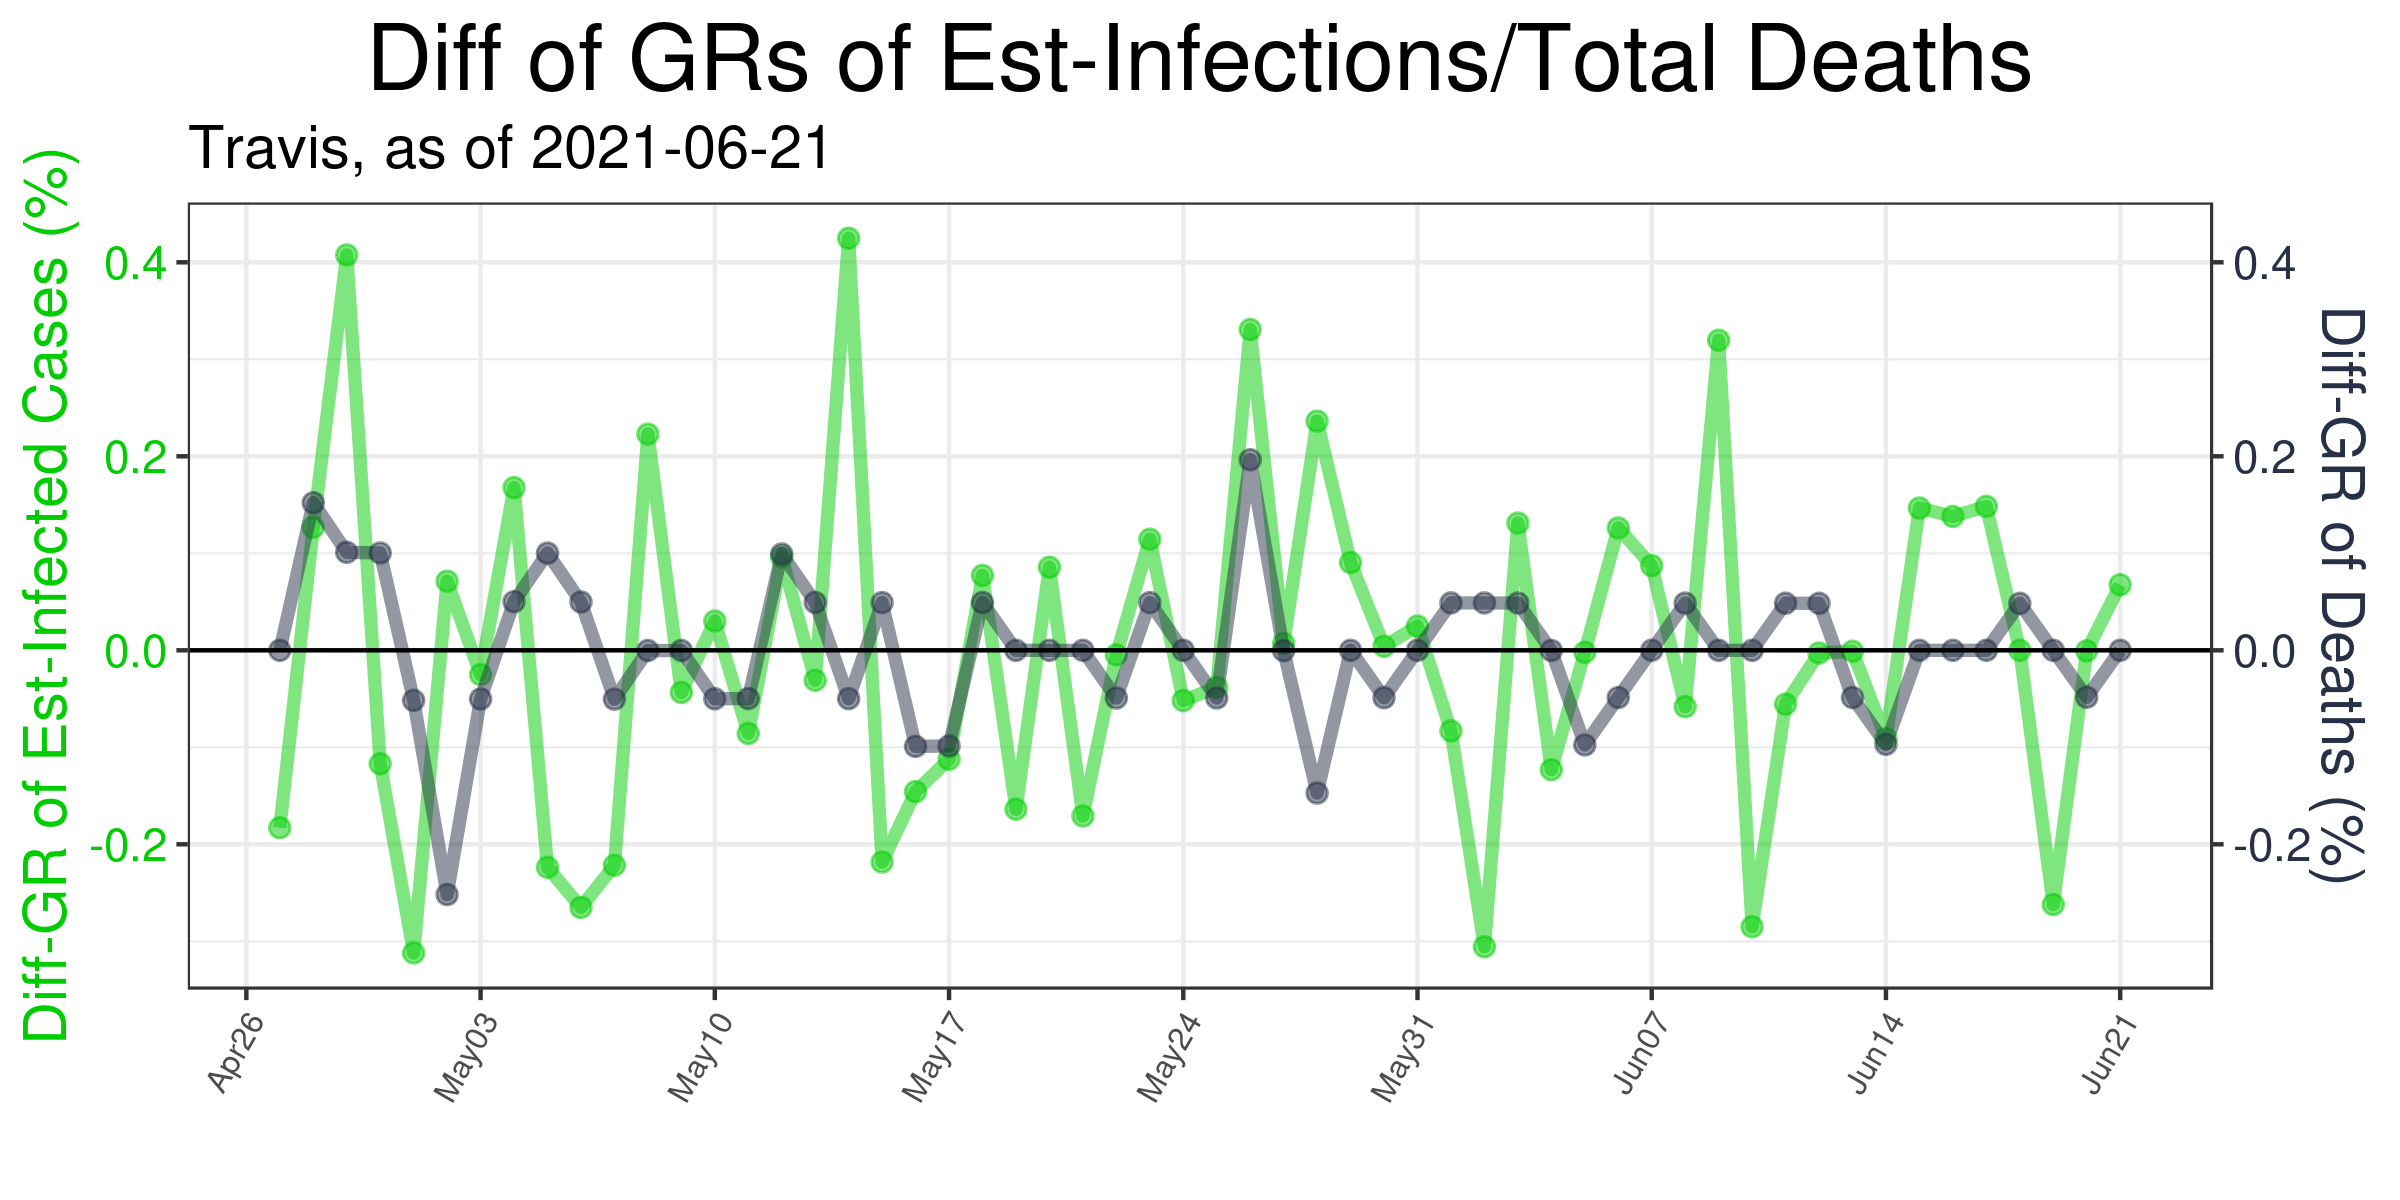 Diff of GRs of Est-Infections/Total Deaths
Travis, as of 2021-06-21
Diff-GR of Est-Infected Cases (%)
0.4
0.2
0.0
-0.2
0.4
0.2
0.0
-0.2
Diff-GR of Deaths (%)
Apr26
May03
May10
May17
May24
May31
Jun07
Jun14
Jun21